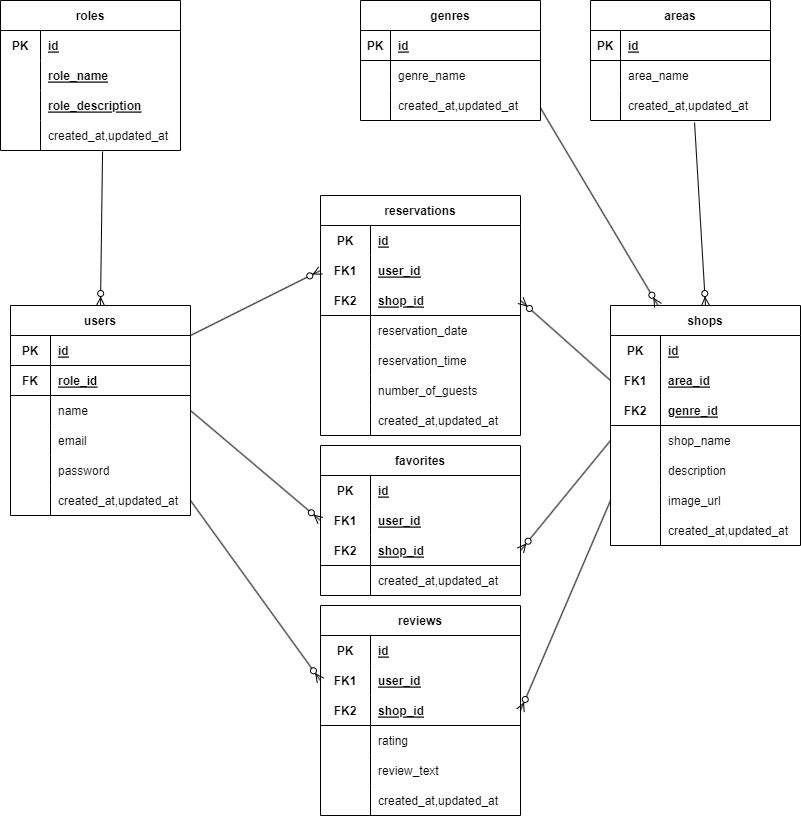 roles
PK id
role_name
role_description
created_at,updated_at
genres
PK id
genre_name
created_at,updated_at
areas
PK id
area_name
created_at,updated_at
reservations
PK id
FK1 user_id
FK2 shop_id
reservation_date
reservation_time
number_of_guests
created_at,updated_at
users
PK id
FK role_id
name
email
password
created_at,updated_at
shops
PK id
FK1 area_id
FK2 genre_id
shop_name
description
image_url
created_at,updated_at
favorites
PK id
FK1 user_id
FK2 shop_id
created_at,updated_at
reviews
PK id
FK1 user_id
FK2 shop_id
rating
review_text
created_at,updated_at